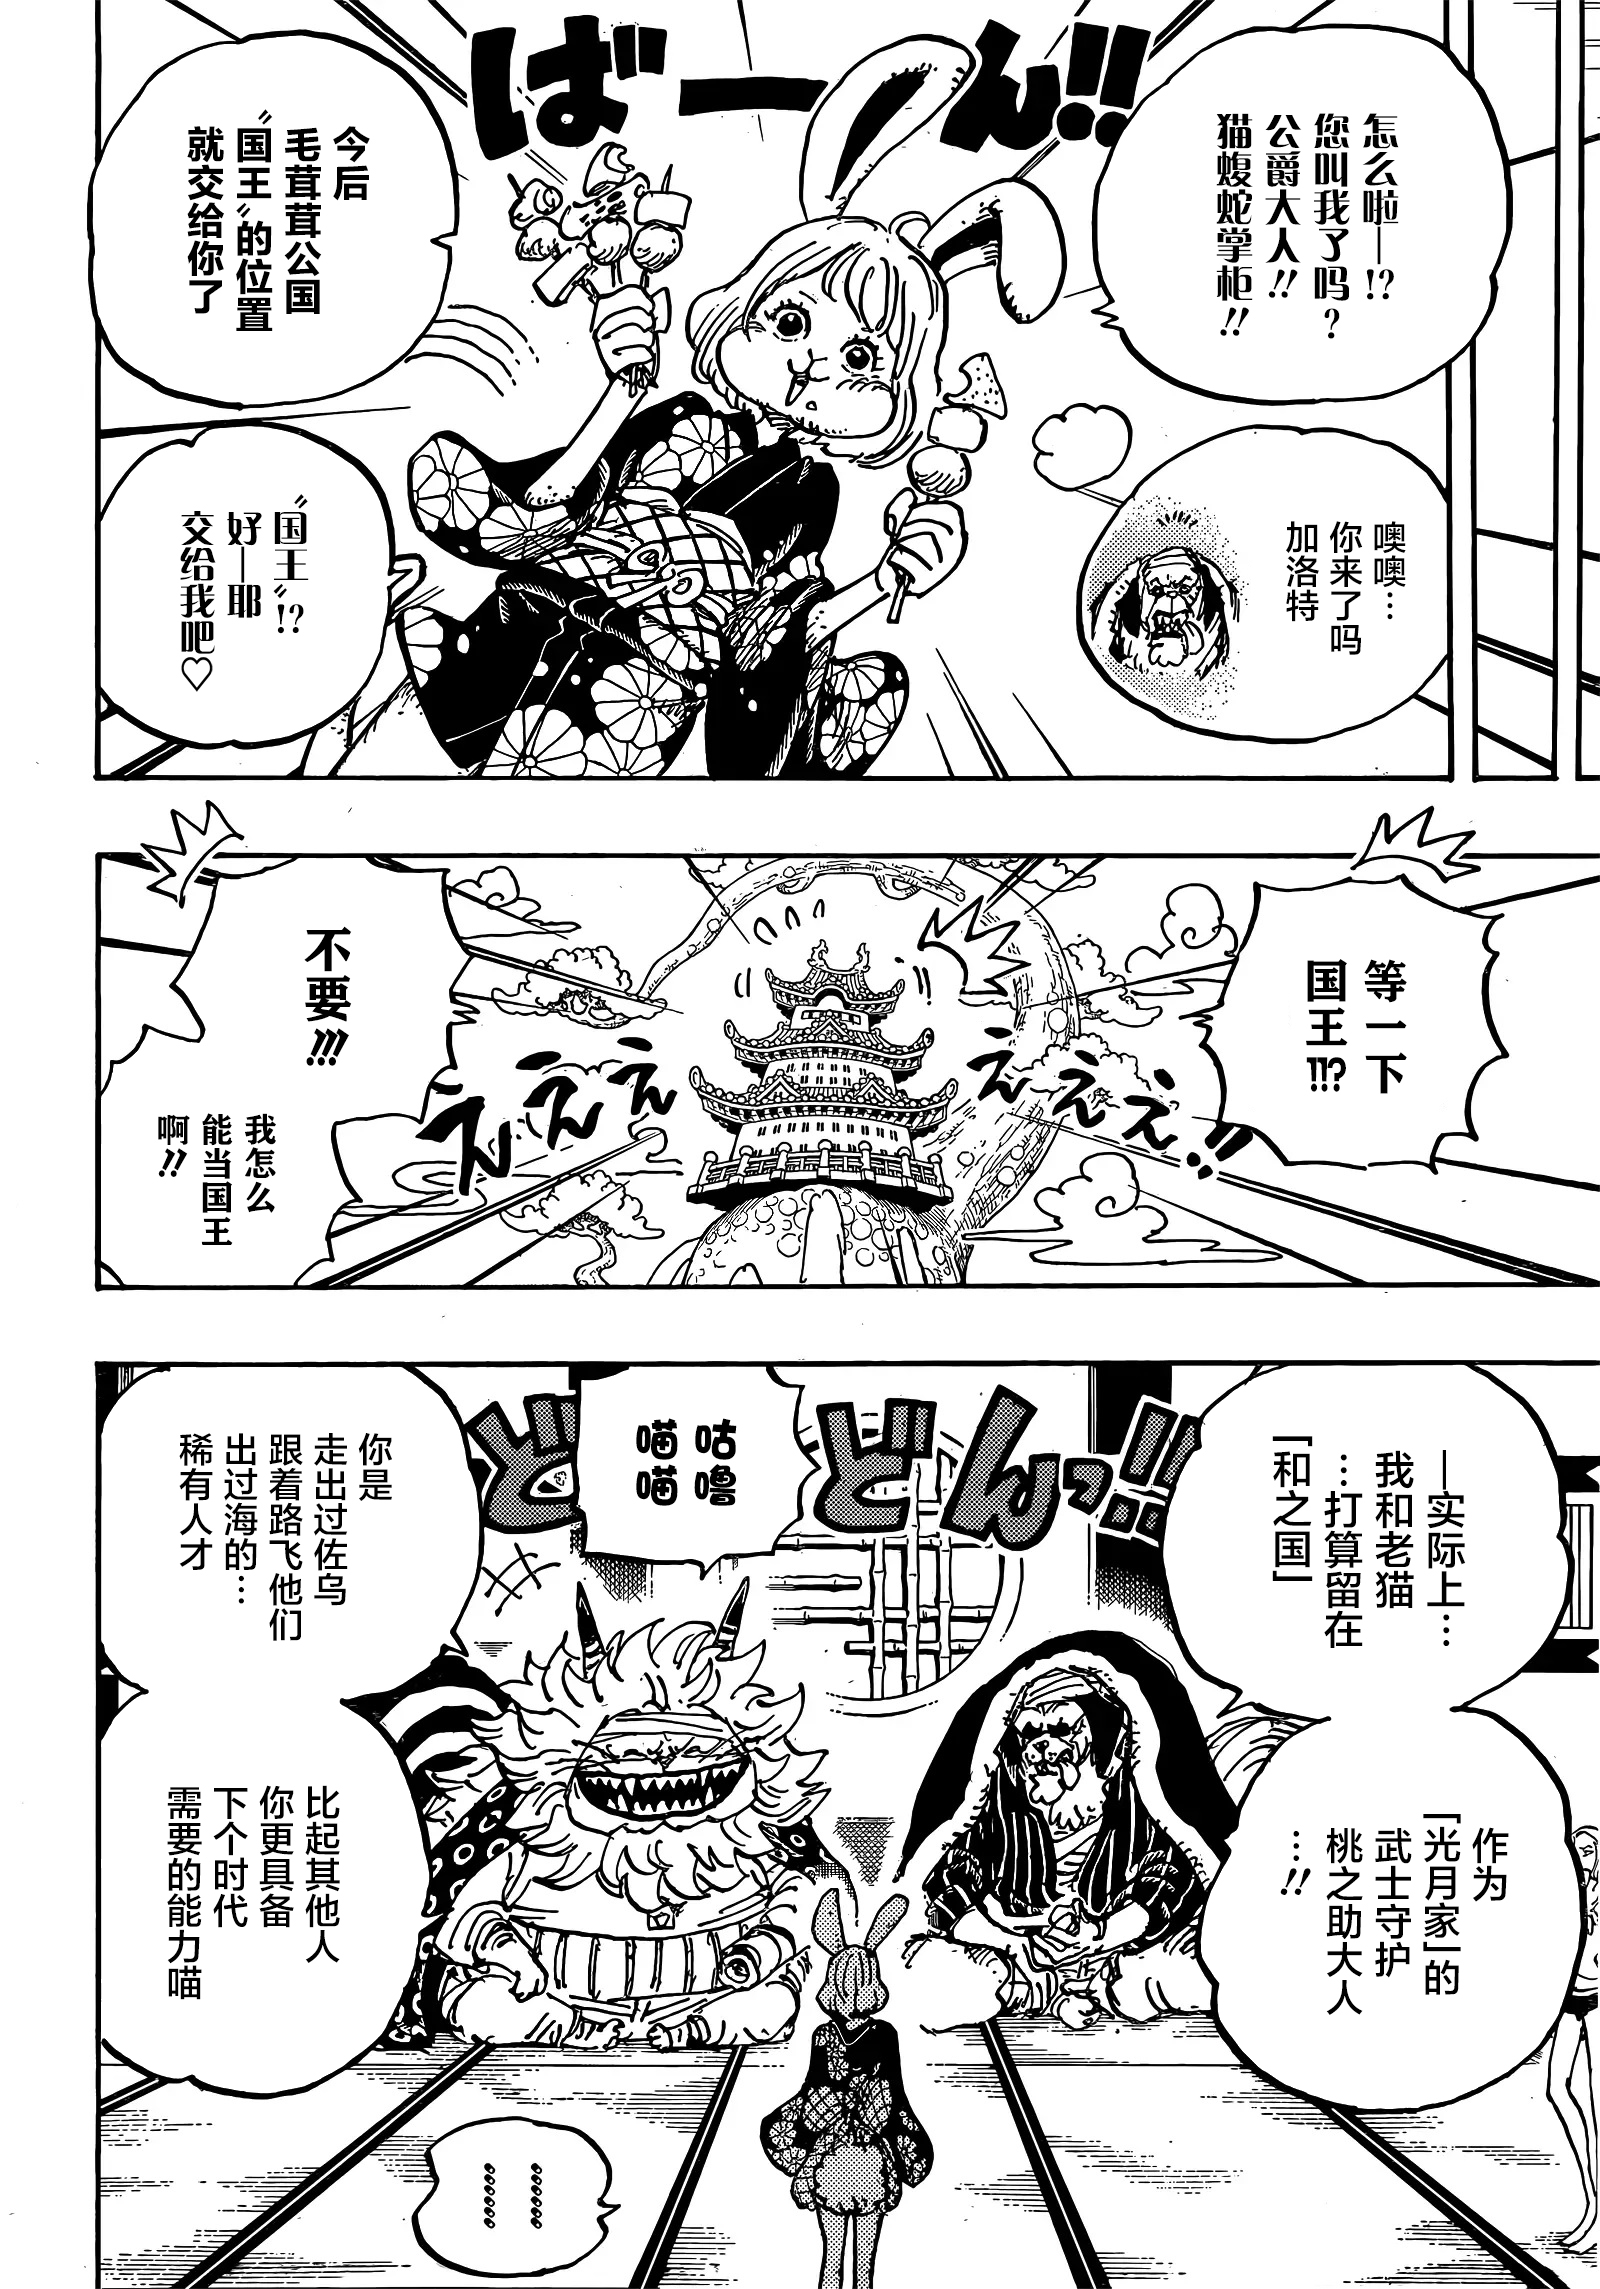 ばーん!!
怎么啦—!?
您叫我了吗?
公爵大人!!
猫蝮蛇掌柜!!
噢噢…
你来了吗
加洛特
今后
毛茸茸公国
“国王”的位置
就交给你了
“国王”!?
好—耶
交给我吧♡
等一下
国王!!?
えええ
えええ!!
不要!!!
我怎么
能当国王
啊!!
—实际上…
我和老猫
…打算留在
「和之国」
作为
「光月家」的
武士守护
桃之助大人
…!!
どどんっ!!
咕噜
喵喵
你是
走出过佐乌
跟着路飞他们
出过海的…
稀有人才
比起其他人
你更具备
下个时代
需要的能力喵
……
……